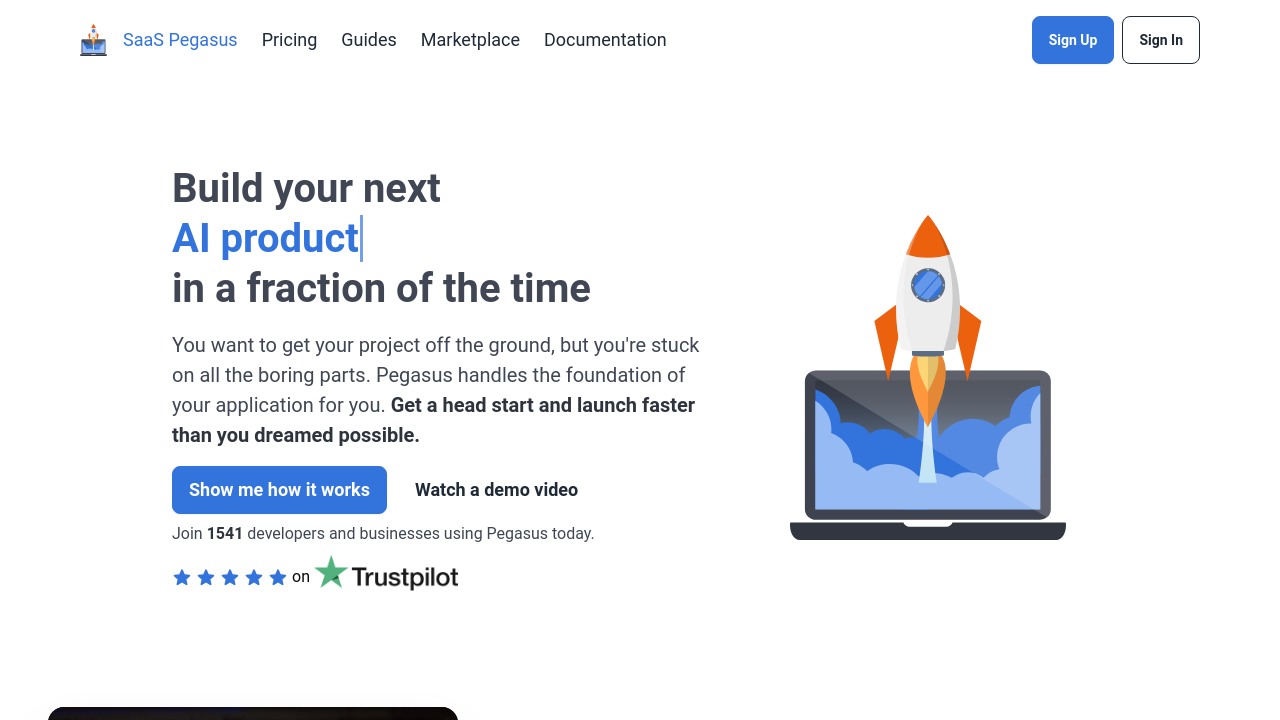 SaaS Pegasus Pricing Guides Marketplace Documentation Sign Up Sign In
Build your next
AI product
in a fraction of the time
You want to get your project off the ground, but you're stuck
on all the boring parts. Pegasus handles the foundation of
your application for you. Get a head start and launch faster
than you dreamed possible.
Show me how it works Watch a demo video
Join 1541 developers and businesses using Pegasus today.
on Trustpilot